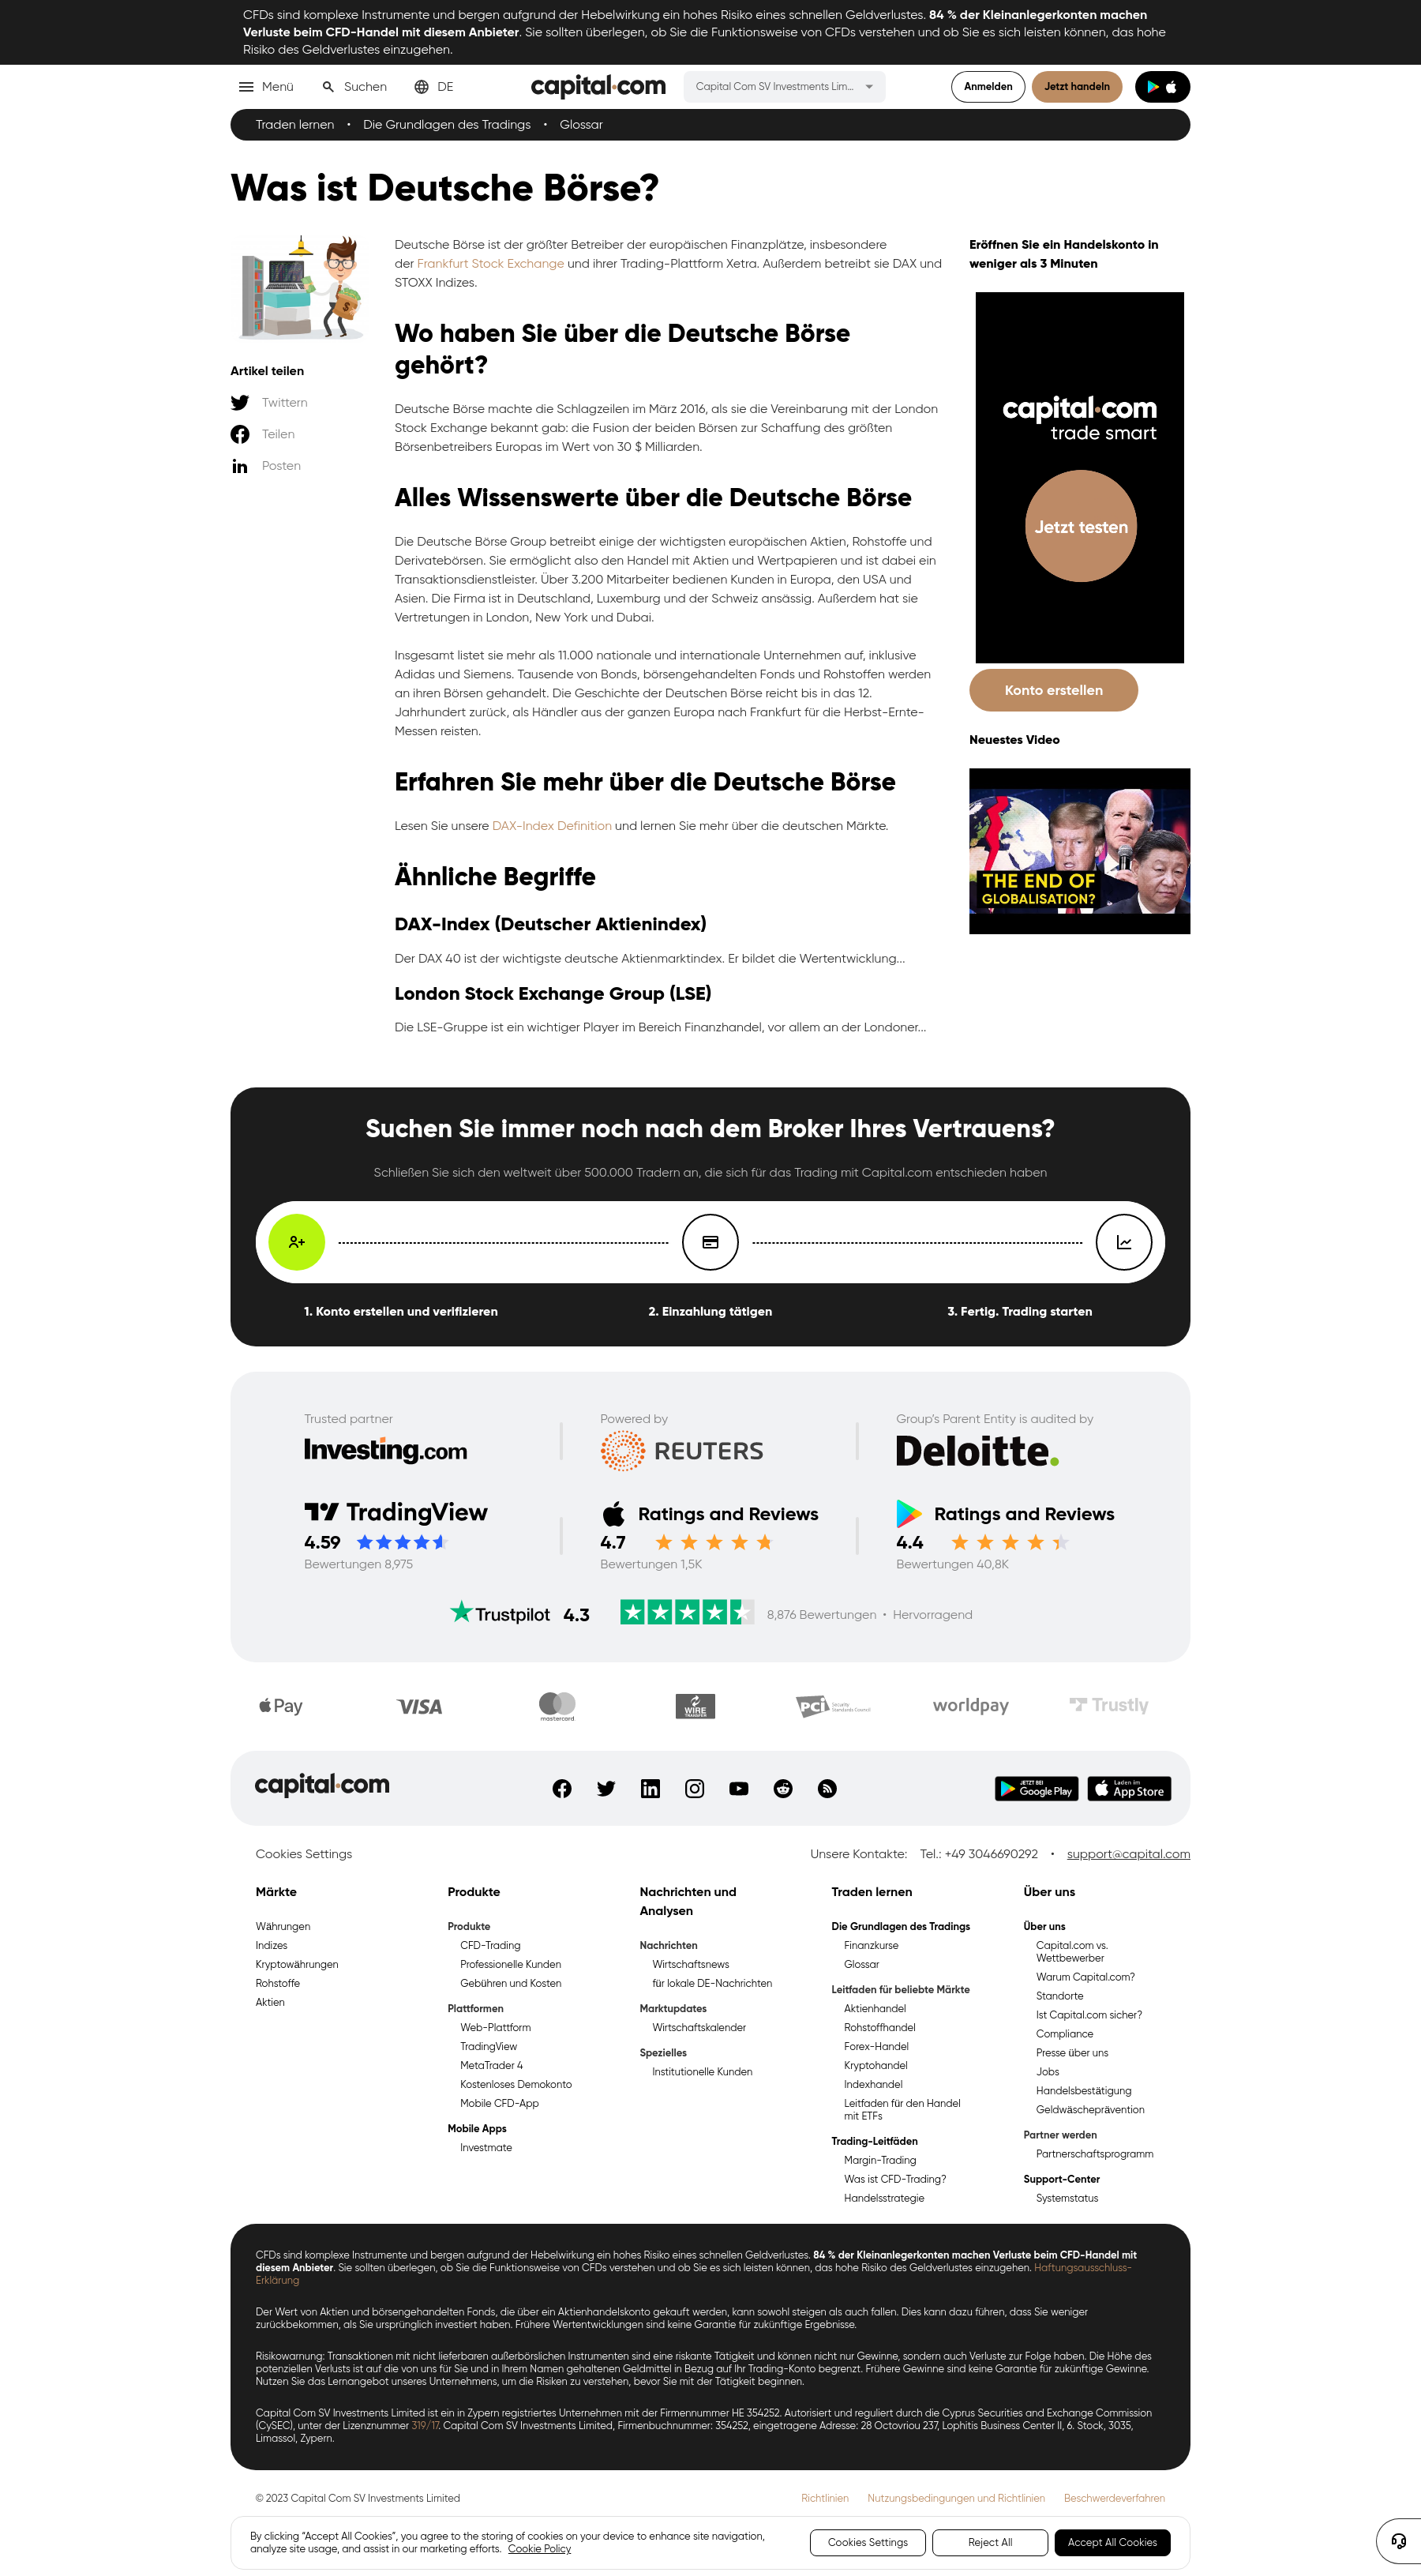 CFDs sind komplexe Instrumente und bergen aufgrund der Hebelwirkung ein hohes Risiko eines schnellen Geldverlustes. 84 % der Kleinanlegerkonten machen
Verluste beim CFD-Handel mit diesem Anbieter. Sie sollten überlegen, ob Sie die Funktionsweise von CFDs verstehen und ob Sie es sich leisten können, das hohe
Risiko des Geldverlustes einzugehen.
Menü Suchen DE capital.com Capital Com SV Investments Lim... Anmelden Jetzt handeln
Traden lernen • Die Grundlagen des Tradings • Glossar
Was ist Deutsche Börse?
Artikel teilen
Twittern
Teilen
Posten
Deutsche Börse ist der größter Betreiber der europäischen Finanzplätze, insbesondere
der Frankfurt Stock Exchange und ihrer Trading-Plattform Xetra. Außerdem betreibt sie DAX und
STOXX Indizes.
Wo haben Sie über die Deutsche Börse
gehört?
Deutsche Börse machte die Schlagzeilen im März 2016, als sie die Vereinbarung mit der London
Stock Exchange bekannt gab: die Fusion der beiden Börsen zur Schaffung des größten
Börsenbetreibers Europas im Wert von 30 $ Milliarden.
Alles Wissenswerte über die Deutsche Börse
Die Deutsche Börse Group betreibt einige der wichtigsten europäischen Aktien, Rohstoffe und
Derivatebörsen. Sie ermöglicht also den Handel mit Aktien und Wertpapieren und ist dabei ein
Transaktionsdienstleister. Über 3.200 Mitarbeiter bedienen Kunden in Europa, den USA und
Asien. Die Firma ist in Deutschland, Luxemburg und der Schweiz ansässig. Außerdem hat sie
Vertretungen in London, New York und Dubai.
Insgesamt listet sie mehr als 11.000 nationale und internationale Unternehmen auf, inklusive
Adidas und Siemens. Tausende von Bonds, börsengehandelten Fonds und Rohstoffen werden
an ihren Börsen gehandelt. Die Geschichte der Deutschen Börse reicht bis in das 12.
Jahrhundert zurück, als Händler aus der ganzen Europa nach Frankfurt für die Herbst-Ernte-
Messen reisten.
Erfahren Sie mehr über die Deutsche Börse
Lesen Sie unsere DAX-Index Definition und lernen Sie mehr über die deutschen Märkte.
Ähnliche Begriffe
DAX-Index (Deutscher Aktienindex)
Der DAX 40 ist der wichtigste deutsche Aktienmarktindex. Er bildet die Wertentwicklung...
London Stock Exchange Group (LSE)
Die LSE-Gruppe ist ein wichtiger Player im Bereich Finanzhandel, vor allem an der Londoner...
Eröffnen Sie ein Handelskonto in
weniger als 3 Minuten
capital.com
trade smart
Jetzt testen
Konto erstellen
Neuestes Video
THE END OF
GLOBALISATION?
Suchen Sie immer noch nach dem Broker Ihres Vertrauens?
Schließen Sie sich den weltweit über 500.000 Tradern an, die sich für das Trading mit Capital.com entschieden haben
1. Konto erstellen und verifizieren 2. Einzahlung tätigen 3. Fertig. Trading starten
Trusted partner Powered by Group's Parent Entity is audited by
Investing.com REUTERS Deloitte.
TradingView Ratings and Reviews Ratings and Reviews
4.59 4.7 4.4
Bewertungen 8,975 Bewertungen 1,5K Bewertungen 40,8K
Trustpilot 4.3 8,876 Bewertungen • Hervorragend
Pay VISA mastercard WIRE TRANSFER PCI Security Standards Council worldpay Trustly
capital.com JETZT BEI Google Play Laden im App Store
Cookies Settings Unsere Kontakte: Tel.: +49 3046690292 • support@capital.com
Märkte
Währungen
Indizes
Kryptowährungen
Rohstoffe
Aktien
Produkte
Produkte
CFD-Trading
Professionelle Kunden
Gebühren und Kosten
Plattformen
Web-Plattform
TradingView
MetaTrader 4
Kostenloses Demokonto
Mobile CFD-App
Mobile Apps
Investmate
Nachrichten und
Analysen
Nachrichten
Wirtschaftsnews
für lokale DE-Nachrichten
Marktupdates
Wirtschaftskalender
Spezielles
Institutionelle Kunden
Traden lernen
Die Grundlagen des Tradings
Finanzkurse
Glossar
Leitfaden für beliebte Märkte
Aktienhandel
Rohstoffhandel
Forex-Handel
Kryptohandel
Indexhandel
Leitfaden für den Handel
mit ETFs
Trading-Leitfäden
Margin-Trading
Was ist CFD-Trading?
Handelsstrategie
Über uns
Über uns
Capital.com vs.
Wettbewerber
Warum Capital.com?
Standorte
Ist Capital.com sicher?
Compliance
Presse über uns
Jobs
Handelsbestätigung
Geldwäscheprävention
Partner werden
Partnerschaftsprogramm
Support-Center
Systemstatus
CFDs sind komplexe Instrumente und bergen aufgrund der Hebelwirkung ein hohes Risiko eines schnellen Geldverlustes. 84 % der Kleinanlegerkonten machen Verluste beim CFD-Handel mit
diesem Anbieter. Sie sollten überlegen, ob Sie die Funktionsweise von CFDs verstehen und ob Sie es sich leisten können, das hohe Risiko des Geldverlustes einzugehen. Haftungsausschluss-
Erklärung
Der Wert von Aktien und börsengehandelten Fonds, die über ein Aktienhandelskonto gekauft werden, kann sowohl steigen als auch fallen. Dies kann dazu führen, dass Sie weniger
zurückbekommen, als Sie ursprünglich investiert haben. Frühere Wertentwicklungen sind keine Garantie für zukünftige Ergebnisse.
Risikowarnung: Transaktionen mit nicht lieferbaren außerbörslichen Instrumenten sind eine riskante Tätigkeit und können nicht nur Gewinne, sondern auch Verluste zur Folge haben. Die Höhe des
potenziellen Verlusts ist auf die von uns für Sie und in Ihrem Namen gehaltenen Geldmittel in Bezug auf Ihr Trading-Konto begrenzt. Frühere Gewinne sind keine Garantie für zukünftige Gewinne.
Nutzen Sie das Lernangebot unseres Unternehmens, um die Risiken zu verstehen, bevor Sie mit der Tätigkeit beginnen.
Capital Com SV Investments Limited ist ein in Zypern registriertes Unternehmen mit der Firmennummer HE 354252. Autorisiert und reguliert durch die Cyprus Securities and Exchange Commission
(CySEC), unter der Lizenznummer 319/17. Capital Com SV Investments Limited, Firmenbuchnummer: 354252, eingetragene Adresse: 28 Octovriou 237, Lophitis Business Center II, 6. Stock, 3035,
Limassol, Zypern.
© 2023 Capital Com SV Investments Limited Richtlinien Nutzungsbedingungen und Richtlinien Beschwerdeverfahren
By clicking “Accept All Cookies”, you agree to the storing of cookies on your device to enhance site navigation,
analyze site usage, and assist in our marketing efforts. Cookie Policy
Cookies Settings Reject All Accept All Cookies